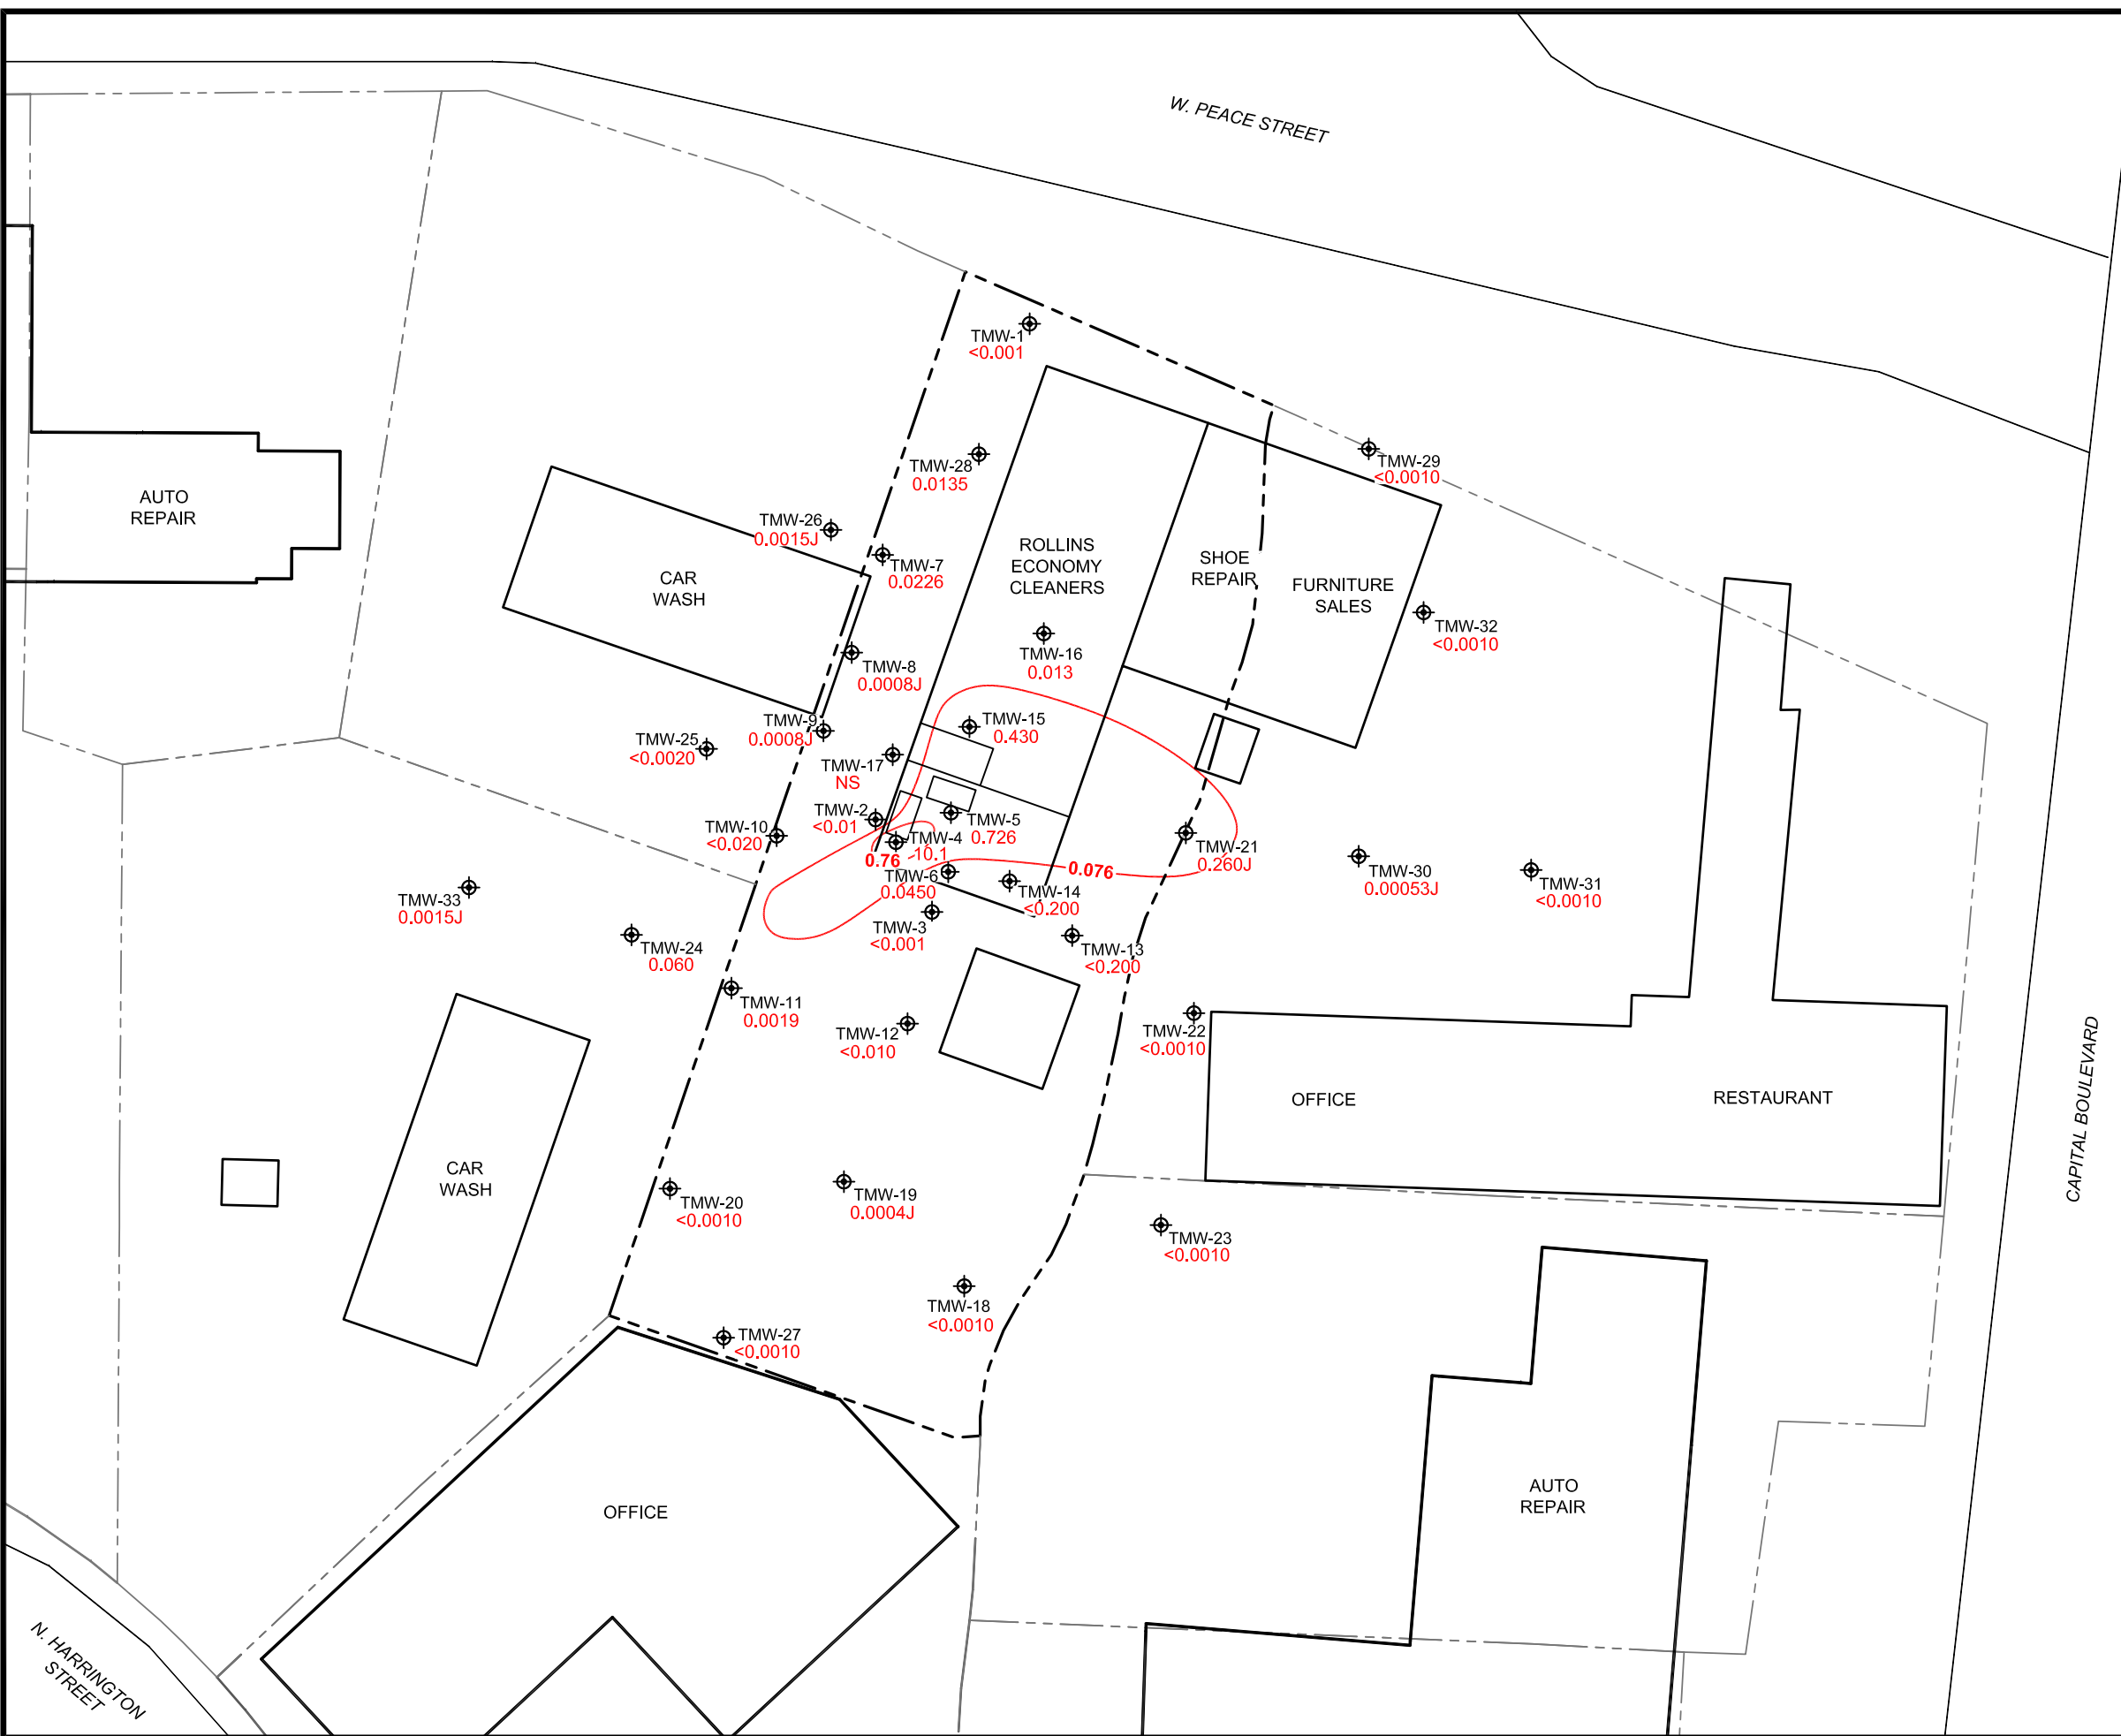 W. PEACE STREET
TMW-1
<0.001
TMW-28
0.0135
TMW-29
<0.0010
AUTO
REPAIR
TMW-26
0.0015J
TMW-7
0.0226
ROLLINS
ECONOMY
CLEANERS
SHOE
REPAIR
FURNITURE
SALES
CAR
WASH
TMW-32
<0.0010
TMW-8
0.0008J
TMW-16
0.013
TMW-9
0.0008J
TMW-15
0.430
TMW-25
<0.0020
TMW-17
NS
TMW-2
<0.01
TMW-5
0.726
TMW-10
<0.020
TMW-4
10.1
0.76
TMW-21
0.260J
0.076
TMW-6
0.0450
TMW-14
<0.200
TMW-30
0.00053J
TMW-31
<0.0010
TMW-33
0.0015J
TMW-3
<0.001
TMW-24
0.060
TMW-13
<0.200
TMW-11
0.0019
TMW-12
<0.010
TMW-22
<0.0010
OFFICE
RESTAURANT
CAPITAL BOULEVARD
CAR
WASH
TMW-20
<0.0010
TMW-19
0.0004J
TMW-23
<0.0010
TMW-18
<0.0010
TMW-27
<0.0010
OFFICE
AUTO
REPAIR
N. HARRINGTON
STREET